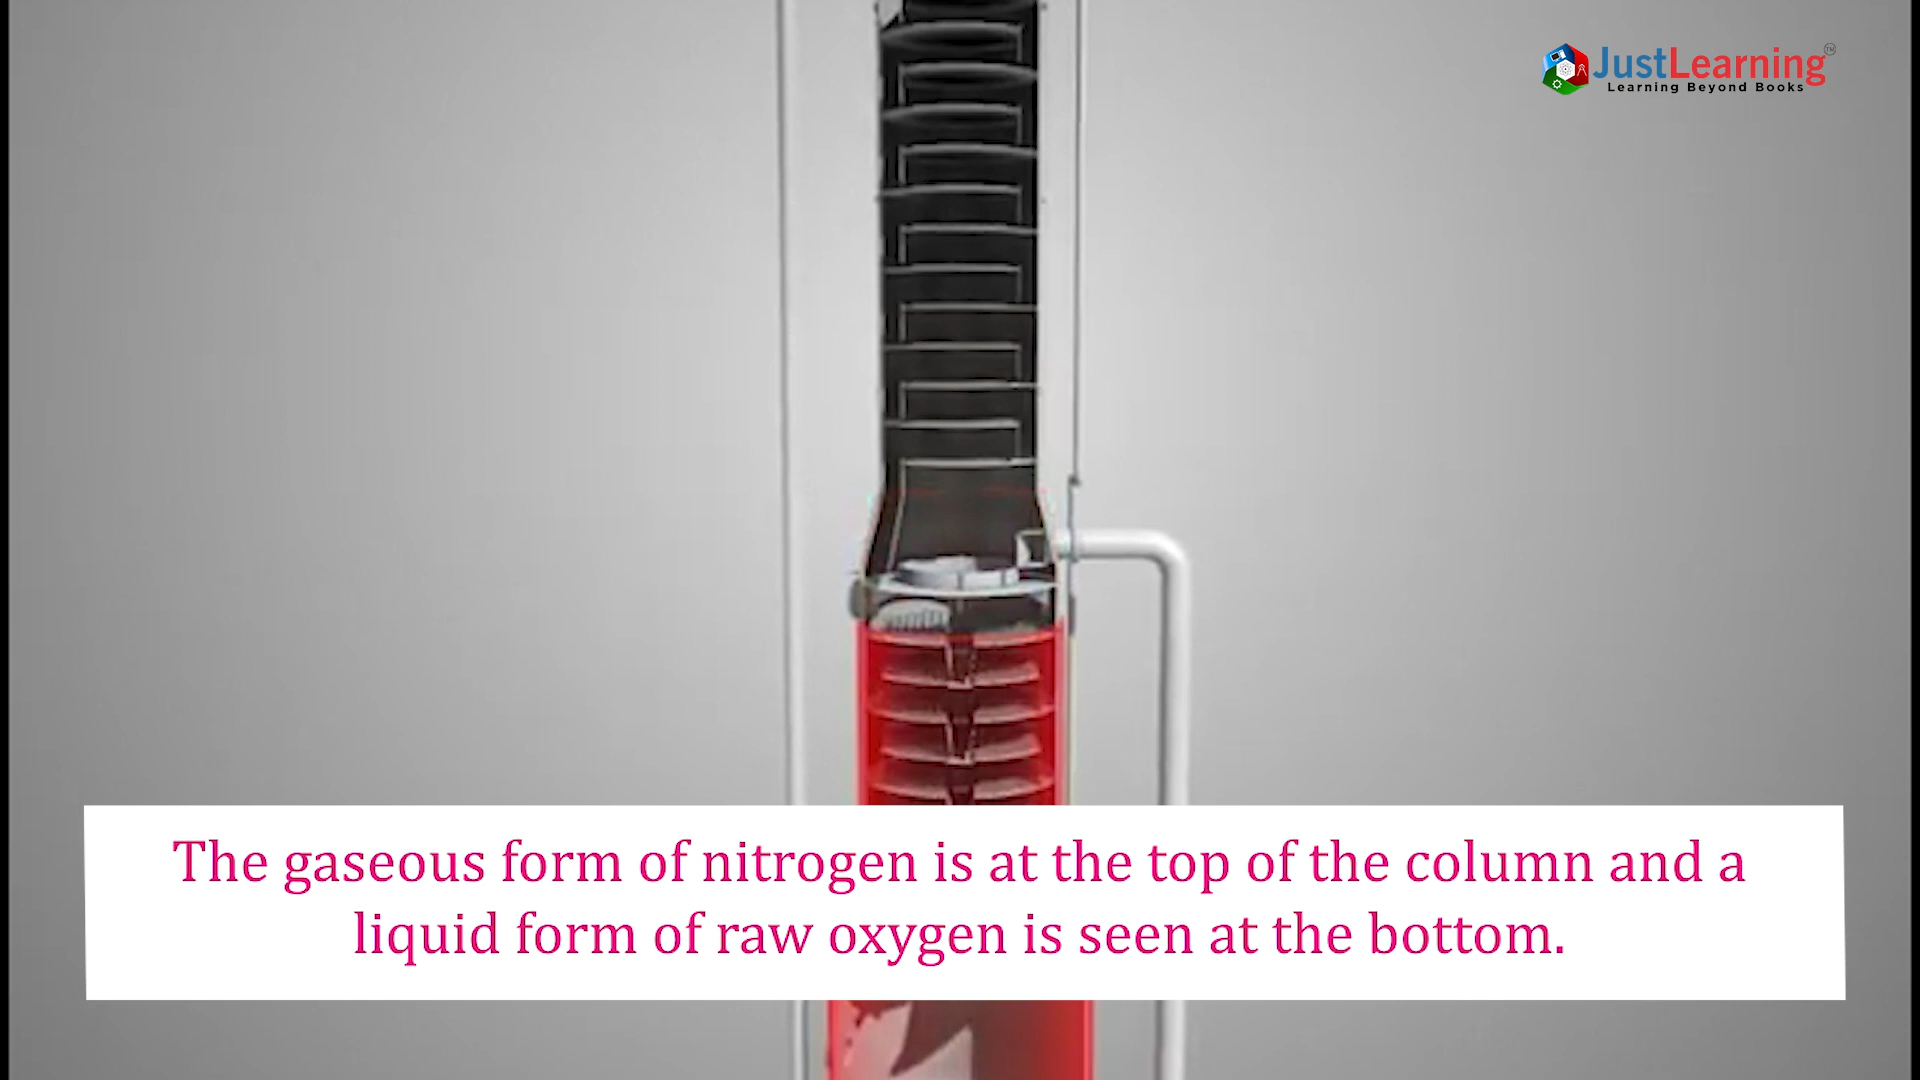 JustLearning
TM
Learning Beyond Books
The gaseous form of nitrogen is at the top of the column and a
liquid form of raw oxygen is seen at the bottom.